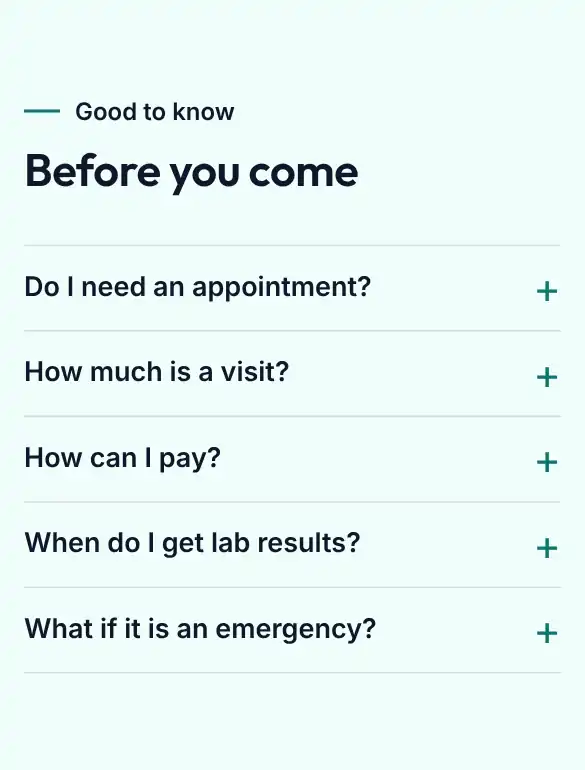 Good to know
Before you come
Do I need an appointment?
How much is a visit?
How can I pay?
When do I get lab results?
What if it is an emergency?